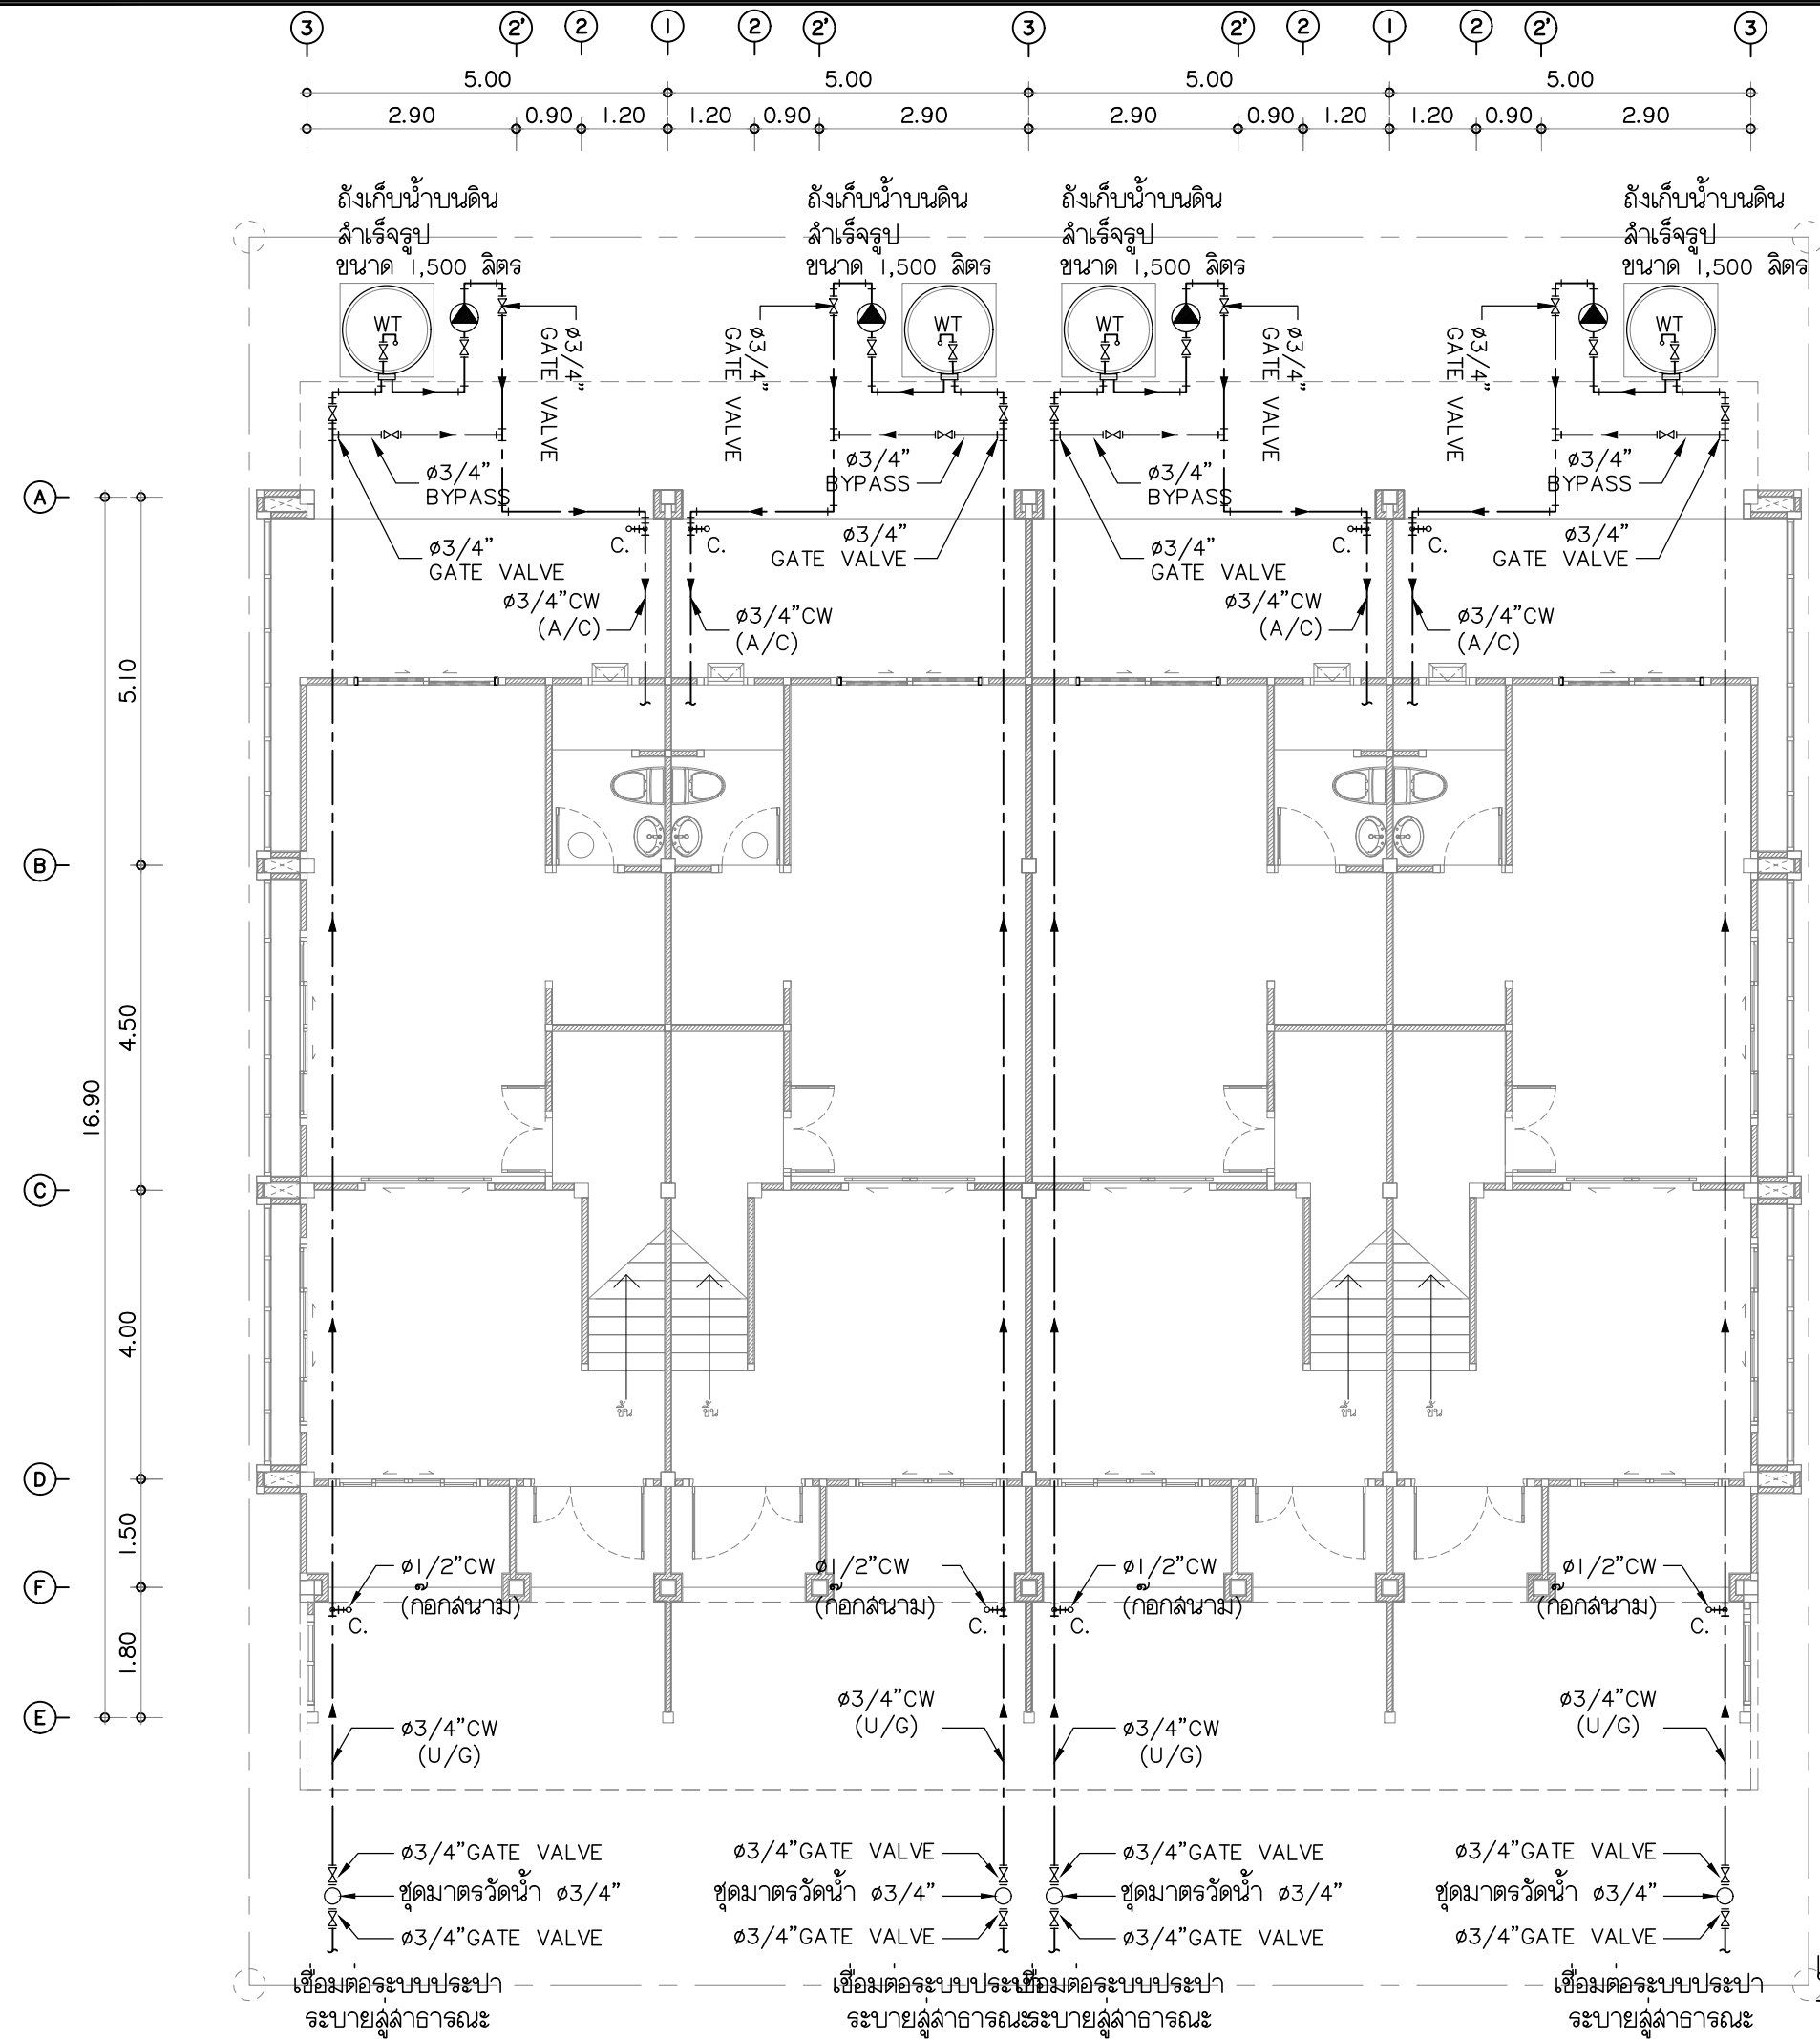 3 2' 2 1 2 2' 3 2' 2 1 2 2' 3
5.00 5.00 5.00 5.00
2.90 0.90 1.20 1.20 0.90 2.90 2.90 0.90 1.20 1.20 0.90 2.90
ถังเก็บน้ำบนดิน ถังเก็บน้ำบนดิน ถังเก็บน้ำบนดิน ถังเก็บน้ำบนดิน
สำเร็จรูป สำเร็จรูป สำเร็จรูป สำเร็จรูป
ขนาด 1,500 ลิตร ขนาด 1,500 ลิตร ขนาด 1,500 ลิตร ขนาด 1,500 ลิตร
WT WT WT WT
ø3/4" ø3/4" ø3/4" ø3/4"
GATE VALVE GATE VALVE GATE VALVE GATE VALVE
ø3/4" ø3/4" ø3/4" ø3/4"
BYPASS BYPASS BYPASS BYPASS
A
ø3/4" ø3/4" ø3/4" ø3/4"
GATE VALVE GATE VALVE GATE VALVE GATE VALVE
C. C. C. C.
ø3/4"CW ø3/4"CW ø3/4"CW ø3/4"CW
(A/C) (A/C) (A/C) (A/C)
5.10
B
4.50
16.90
C
4.00
ขึ้น ขึ้น ขึ้น ขึ้น
D
1.50
F
ø1/2"CW ø1/2"CW ø1/2"CW ø1/2"CW
(ก๊อกสนาม) (ก๊อกสนาม) (ก๊อกสนาม) (ก๊อกสนาม)
C. C. C. C.
1.80
E
ø3/4"CW ø3/4"CW ø3/4"CW ø3/4"CW
(U/G) (U/G) (U/G) (U/G)
ø3/4"GATE VALVE ø3/4"GATE VALVE ø3/4"GATE VALVE ø3/4"GATE VALVE
ชุดมาตรวัดน้ำ ø3/4" ชุดมาตรวัดน้ำ ø3/4" ชุดมาตรวัดน้ำ ø3/4" ชุดมาตรวัดน้ำ ø3/4"
ø3/4"GATE VALVE ø3/4"GATE VALVE ø3/4"GATE VALVE ø3/4"GATE VALVE
เชื่อมต่อระบบประปา เชื่อมต่อระบบประปา เชื่อมต่อระบบประปา เชื่อมต่อระบบประปา
ระบายสู่สาธารณะ ระบายสู่สาธารณะ ระบายสู่สาธารณะ ระบายสู่สาธารณะ